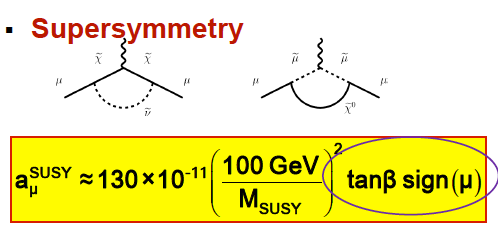 ▪ Supersymmetry
χ̃ χ̃ μ̃ μ̃
μ μ μ μ
ν̃ χ̃⁰
a_μ^SUSY ≈ 130 × 10⁻¹¹ (100 GeV / M_SUSY)² tanβ sign(μ)